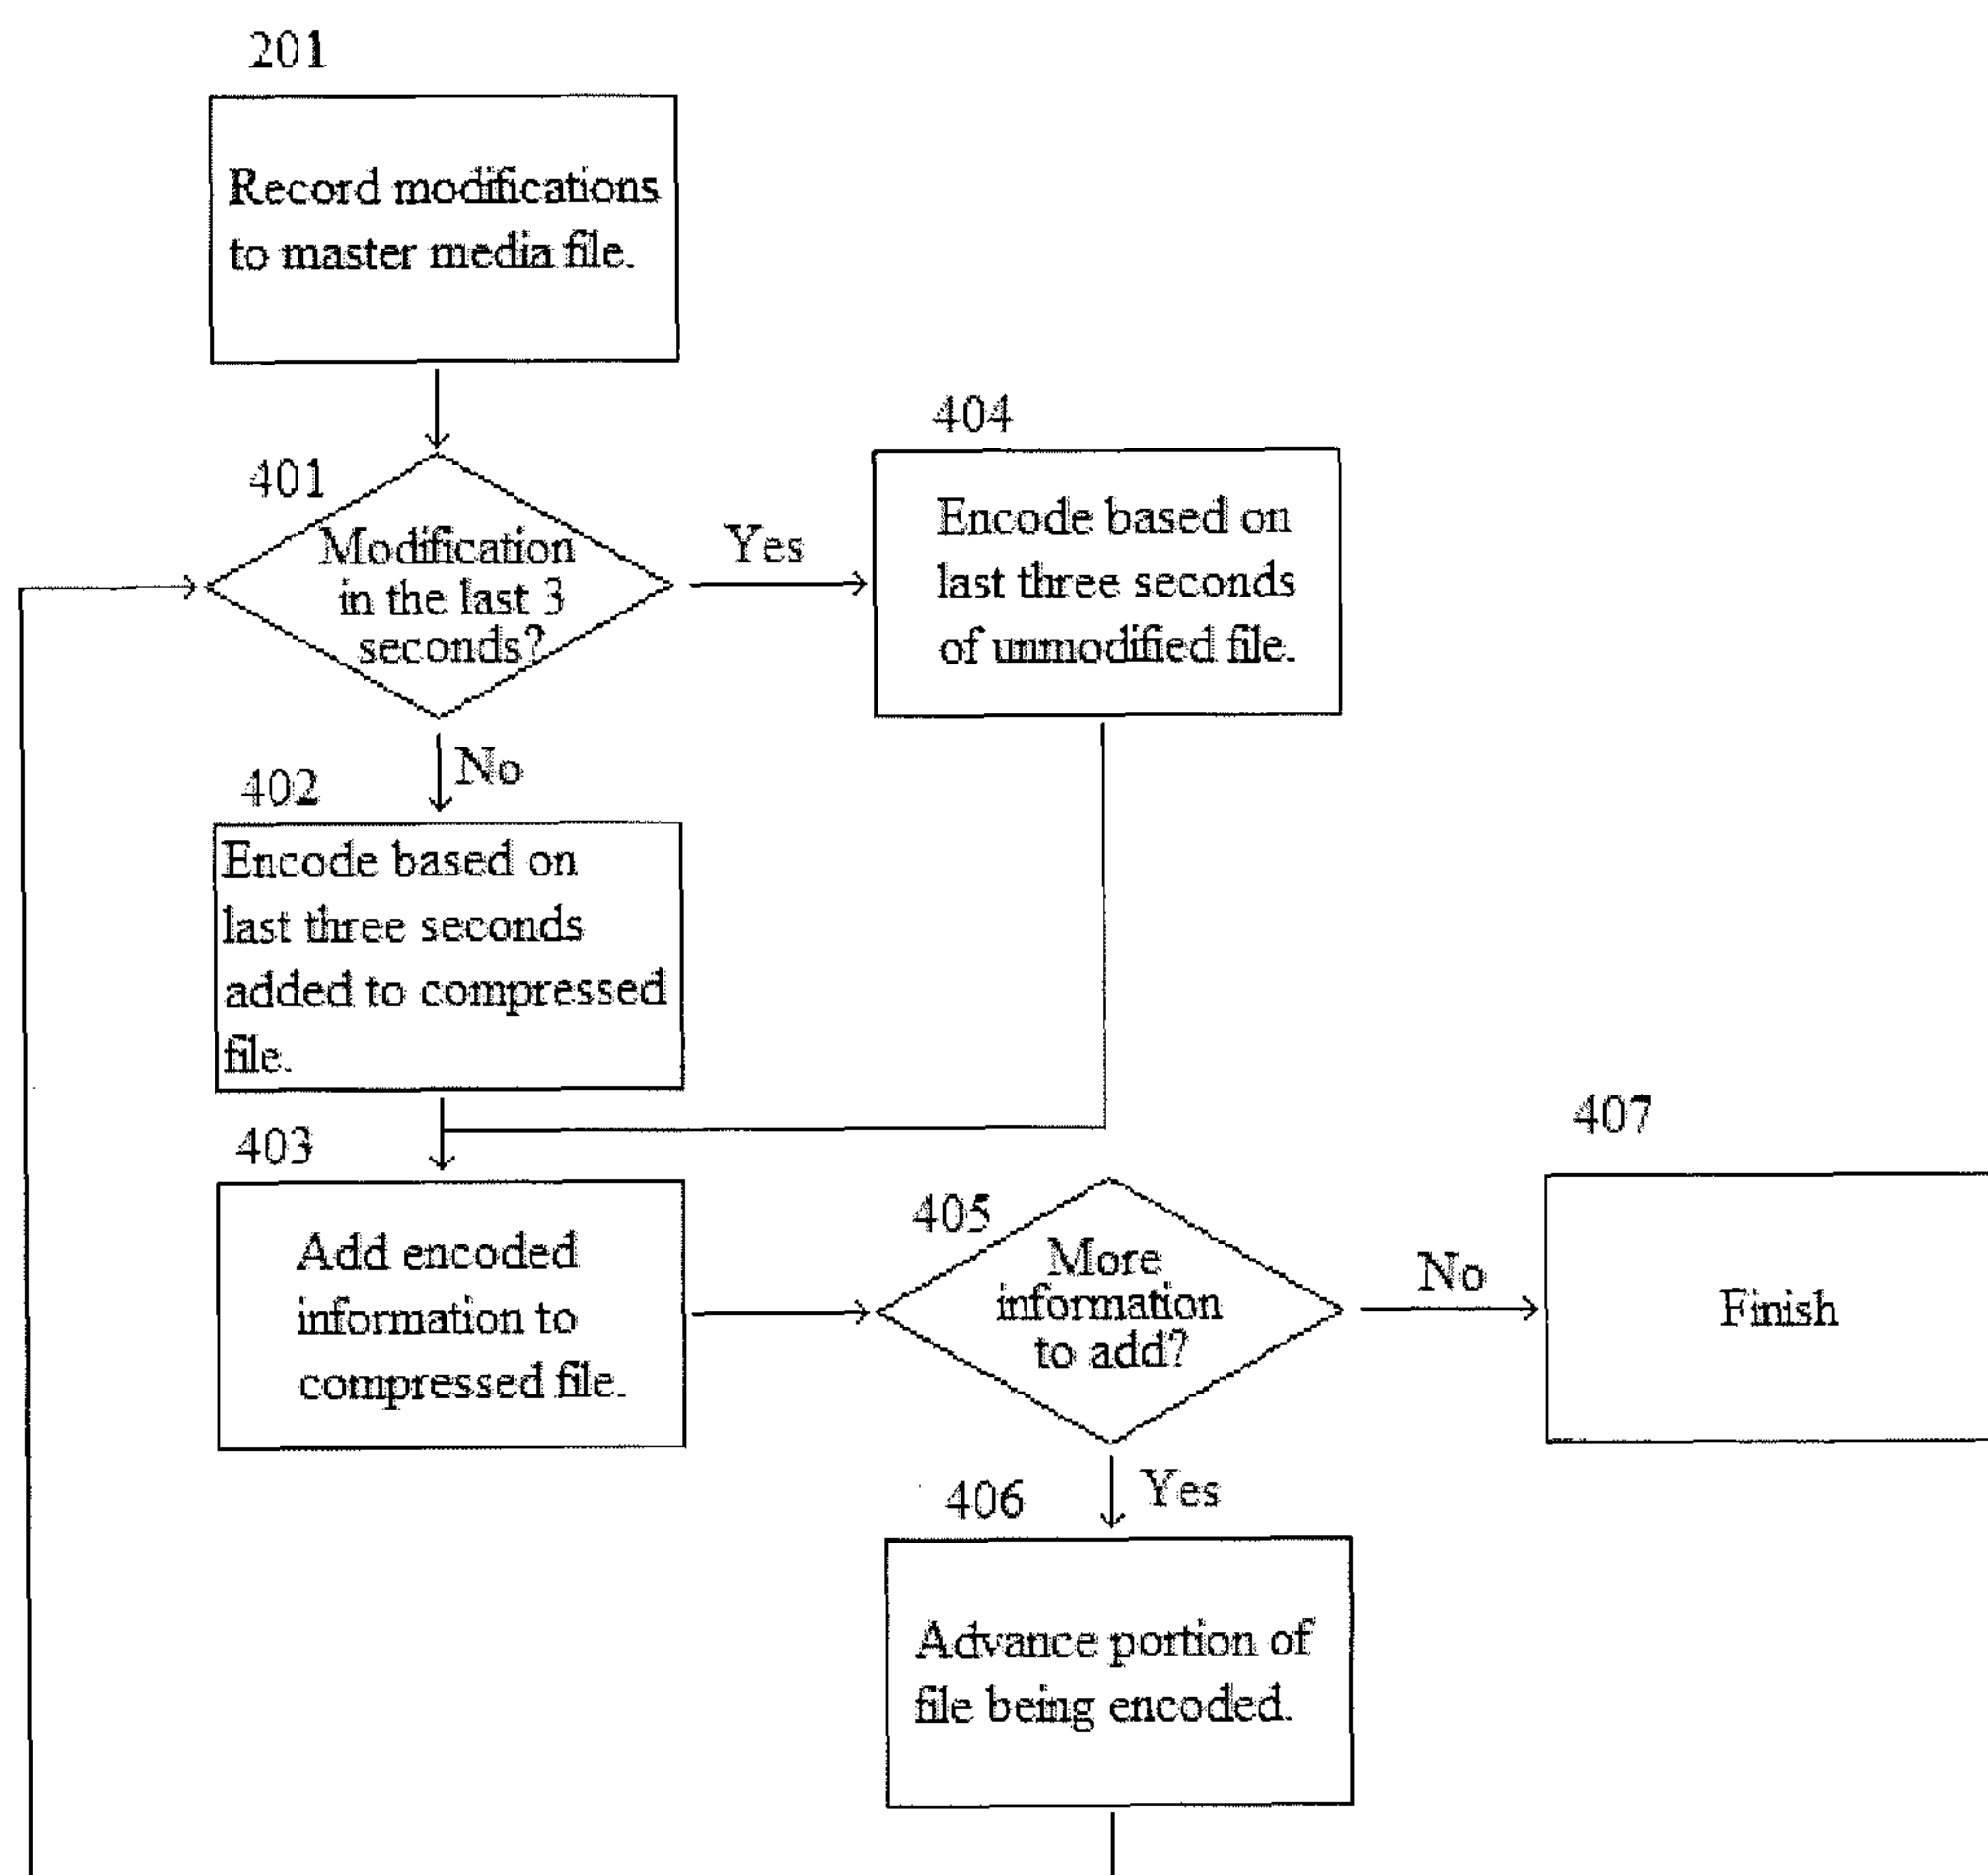 201
Record modifications
to master media file.
401
Modification
in the last 3
seconds?
Yes
404
Encode based on
last three seconds
of unmodified file.
No
402
Encode based on
last three seconds
added to compressed
file.
403
Add encoded
information to
compressed file.
405
More
information
to add?
No
407
Finish
Yes
406
Advance portion of
file being encoded.